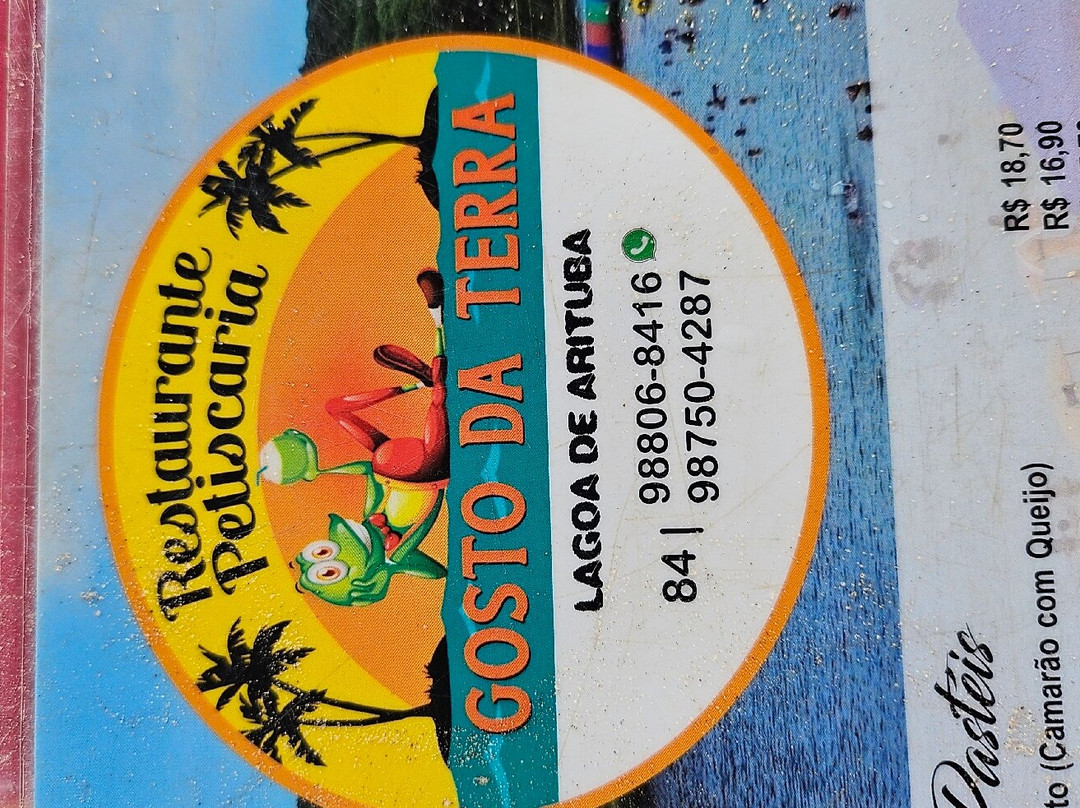 Restaurante
Petiscaria
GOSTO DA TERRA
LAGOA DE ARITUBA
84 | 98806-8416
98750-4287
Pastéis
R$ 18,70
(Camarão com Queijo) R$ 16,90